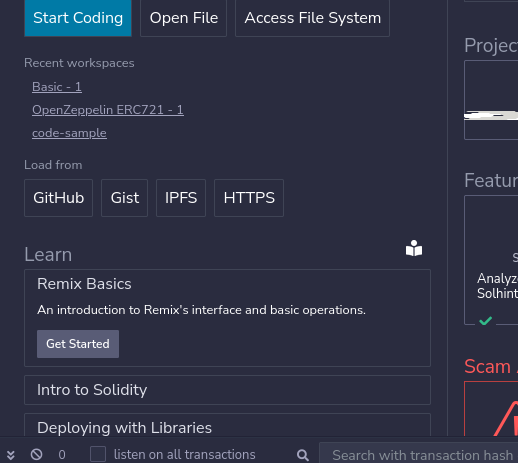 Start Coding
Open File
Access File System
Recent workspaces
Basic - 1
OpenZeppelin ERC721 - 1
code-sample
Load from
GitHub
Gist
IPFS
HTTPS
Learn
Remix Basics
An introduction to Remix's interface and basic operations.
Get Started
Intro to Solidity
Deploying with Libraries
0
listen on all transactions
Search with transaction hash
Projec
Featur
S
Analyz
Solhint
Scam